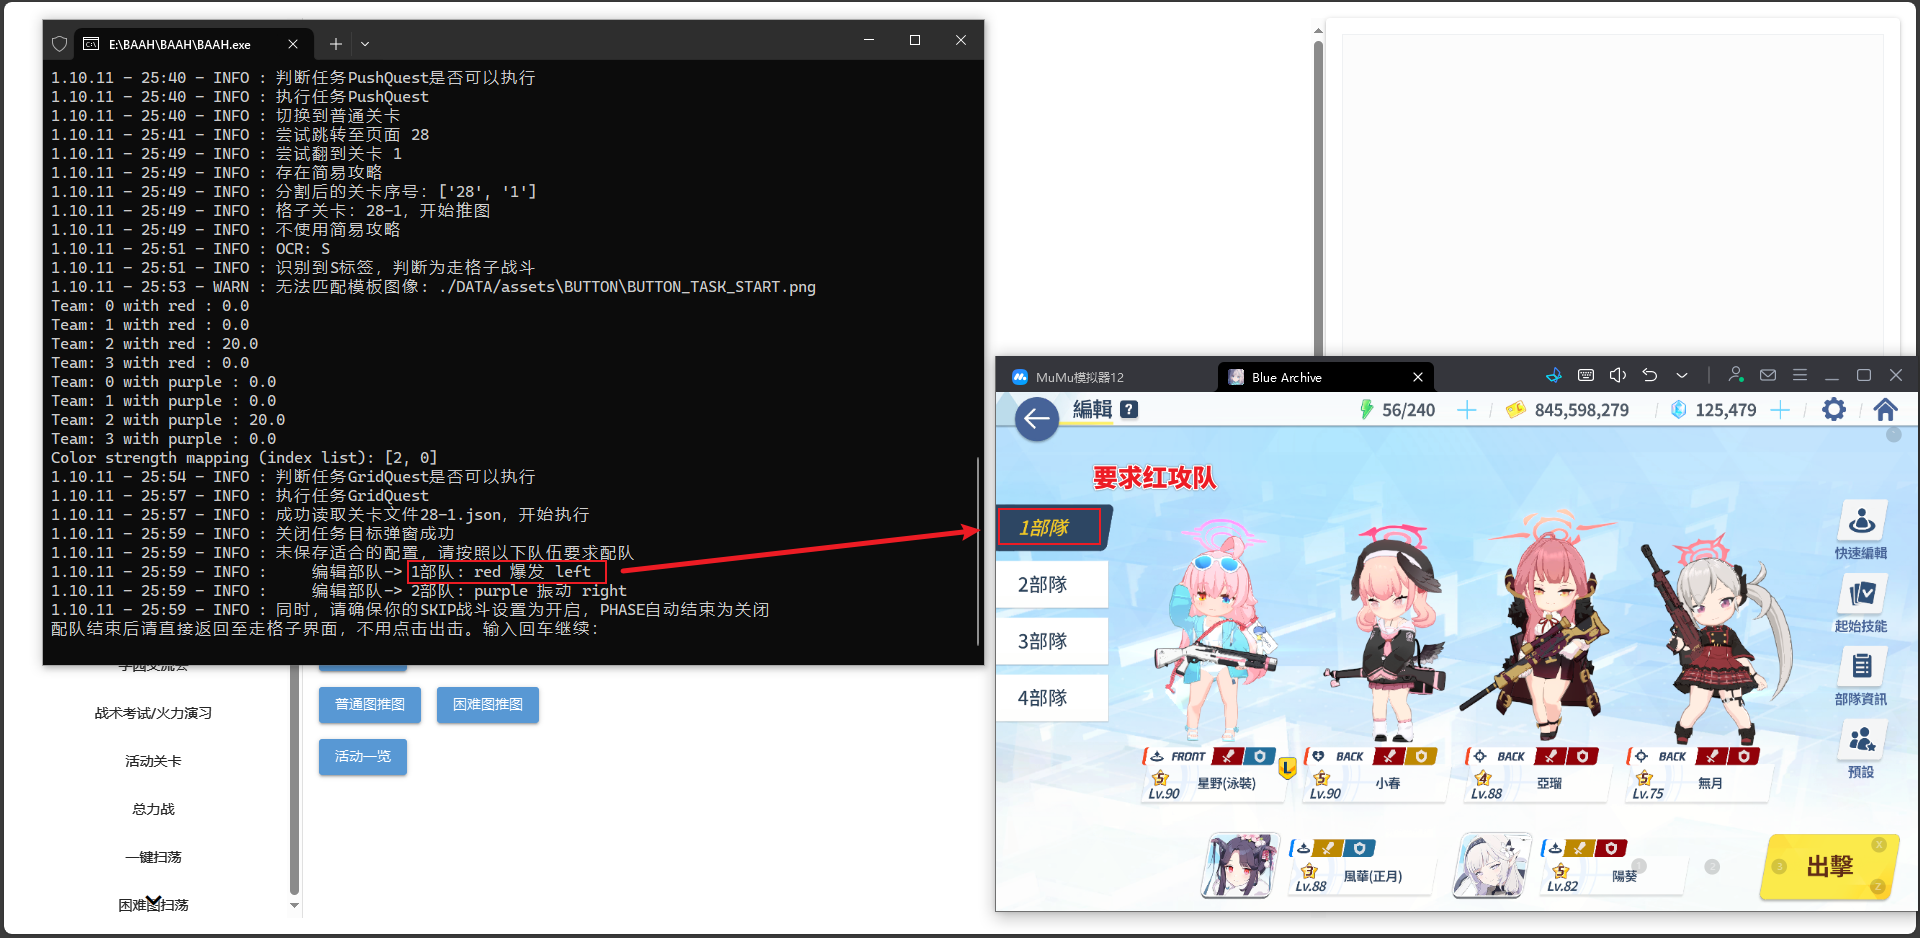 E:\BAAH\BAAH\BAAH.exe
1.10.11 - 25:40 - INFO : 判断任务PushQuest是否可以执行
1.10.11 - 25:40 - INFO : 执行任务PushQuest
1.10.11 - 25:40 - INFO : 切换到普通关卡
1.10.11 - 25:41 - INFO : 尝试跳转至页面 28
1.10.11 - 25:49 - INFO : 尝试翻到关卡 1
1.10.11 - 25:49 - INFO : 存在简易攻略
1.10.11 - 25:49 - INFO : 分割后的关卡序号: ['28', '1']
1.10.11 - 25:49 - INFO : 格子关卡: 28-1, 开始推图
1.10.11 - 25:49 - INFO : 不使用简易攻略
1.10.11 - 25:51 - INFO : OCR: S
1.10.11 - 25:51 - INFO : 识别到S标签, 判断为走格子战斗
1.10.11 - 25:53 - WARN : 无法匹配模板图像: ./DATA/assets\BUTTON\BUTTON_TASK_START.png
Team: 0 with red : 0.0
Team: 1 with red : 0.0
Team: 2 with red : 20.0
Team: 3 with red : 0.0
Team: 0 with purple : 0.0
Team: 1 with purple : 0.0
Team: 2 with purple : 20.0
Team: 3 with purple : 0.0
Color strength mapping (index list): [2, 0]
1.10.11 - 25:54 - INFO : 判断任务GridQuest是否可以执行
1.10.11 - 25:57 - INFO : 执行任务GridQuest
1.10.11 - 25:57 - INFO : 成功读取关卡文件28-1.json, 开始执行
1.10.11 - 25:59 - INFO : 关闭任务目标弹窗成功
1.10.11 - 25:59 - INFO : 未保存适合的配置, 请按照以下队伍要求配队
1.10.11 - 25:59 - INFO : 编辑部队-> 1部队: red 爆发 left
1.10.11 - 25:59 - INFO : 编辑部队-> 2部队: purple 振动 right
1.10.11 - 25:59 - INFO : 同时, 请确保你的SKIP战斗设置为开启, PHASE自动结束为关闭
配队结束后请直接返回至走格子界面, 不用点击出击。输入回车继续:
战术考试/火力演习
活动关卡
总力战
一键扫荡
困难图扫荡
普通图推图
困难图推图
活动一览
MuMu模拟器12
Blue Archive
編輯 ?
56/240
845,598,279
125,479
要求红攻队
1部隊
2部隊
3部隊
4部隊
快速編輯
起始技能
部隊資訊
預設
FRONT
5
Lv.90
星野(泳裝)
L
BACK
5
Lv.90
小春
BACK
4
Lv.88
亞瑠
BACK
5
Lv.75
無月
3
Lv.88
風華(正月)
5
Lv.82
陽葵
1
2
3
出擊
X
Z